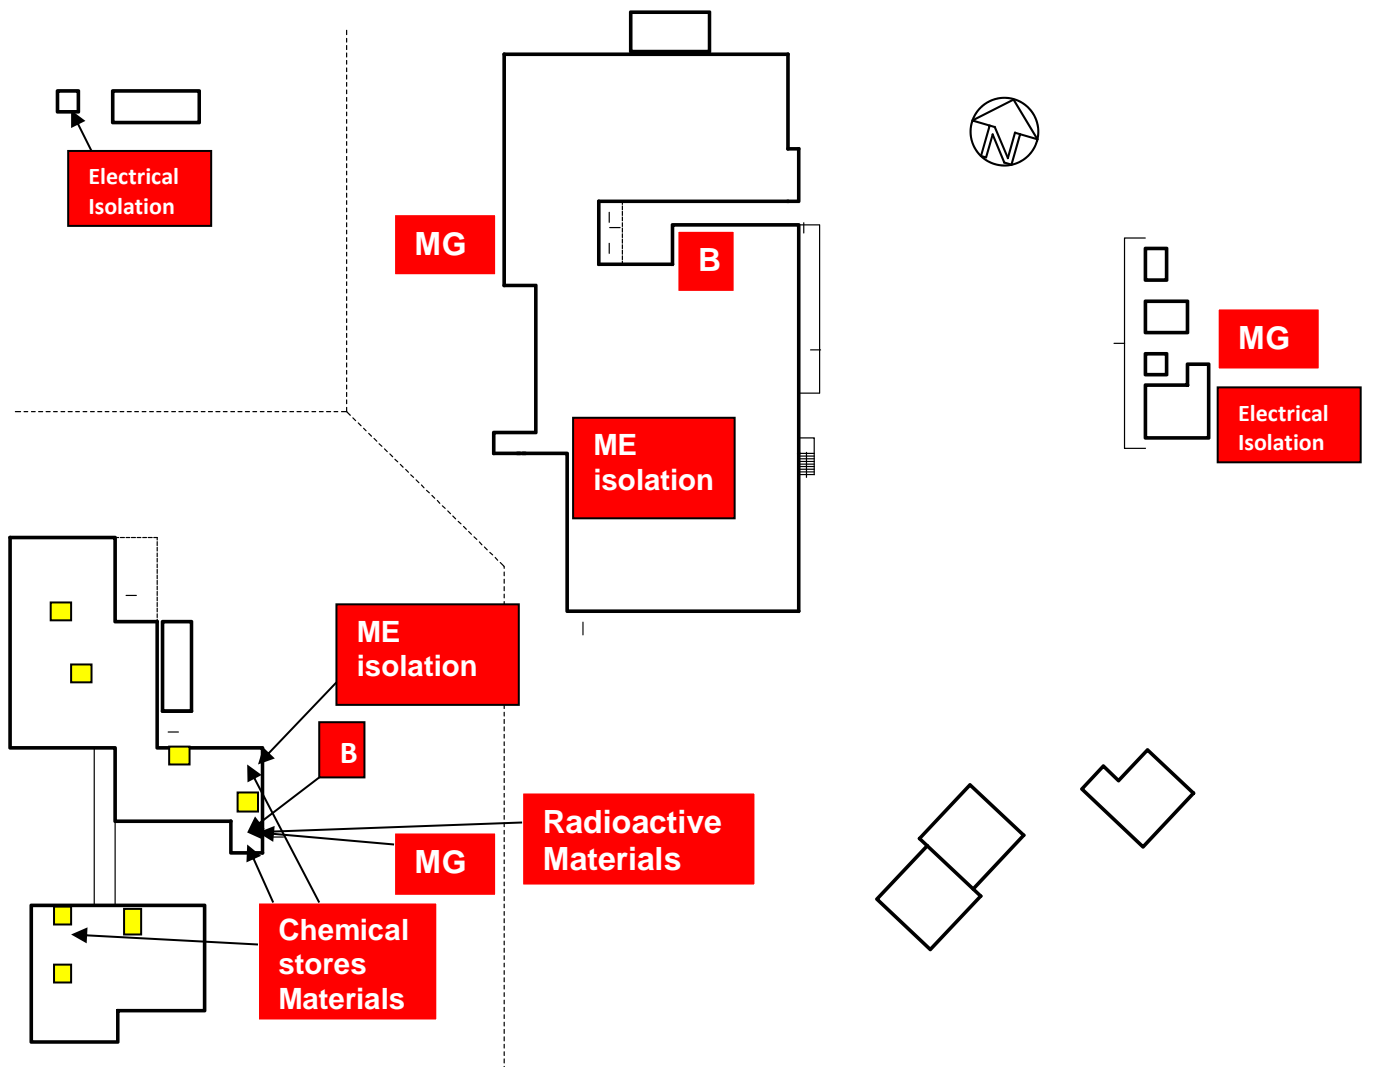 Electrical
Isolation
MG
B
N
MG
Electrical
Isolation
ME
isolation
ME
isolation
B
Radioactive
Materials
MG
Chemical
stores
Materials